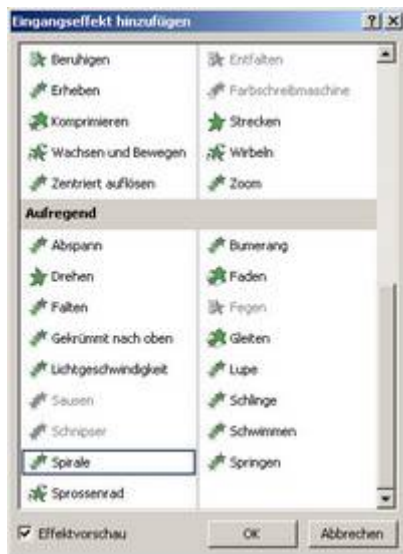 Eingangseffekt hinzufügen
Beruhigen Entfalten
Erheben Farbschreibmaschine
Komprimieren Strecken
Wachsen und Bewegen Wirbeln
Zentriert auflösen Zoom
Aufregend
Abspann Bumerang
Drehen Faden
Falten Fegen
Gekrümmt nach oben Gleiten
Lichtgeschwindigkeit Lupe
Sausen Schlinge
Schnipser Schwimmen
Spirale Springen
Sprossenrad
Effektvorschau OK Abbrechen